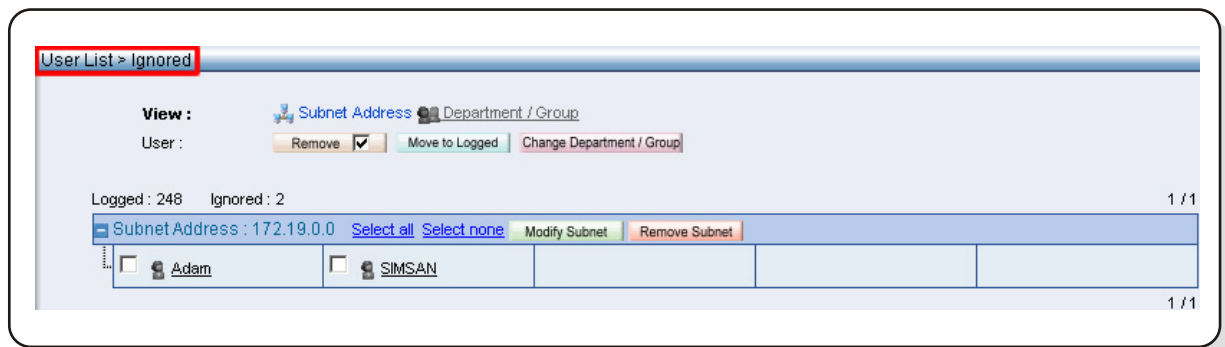 User List > Ignored
View : Subnet Address Department / Group
User : Remove Move to Logged Change Department / Group
Logged : 248 Ignored : 2 1 / 1
Subnet Address : 172.19.0.0 Select all Select none Modify Subnet Remove Subnet
Adam SIMSAN
1 / 1